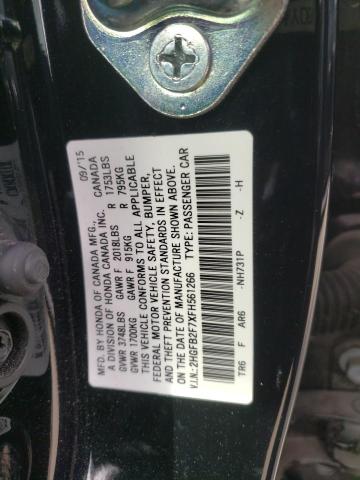 MFD. BY HONDA OF CANADA MFG., 09/15
A DIVISION OF HONDA CANADA INC. CANADA
GVWR 3748LBS GAWR F 2018LBS R 1753LBS
GVWR 1700KG GAWR F 915KG R 795KG
THIS VEHICLE CONFORMS TO ALL APPLICABLE
FEDERAL MOTOR VEHICLE SAFETY, BUMPER,
AND THEFT PREVENTION STANDARDS IN EFFECT
ON THE DATE OF MANUFACTURE SHOWN ABOVE.
V.I.N.:2HGFB2F7XFH561266 TYPE: PASSENGER CAR
TR6 F AR6 -NH731P -Z -H